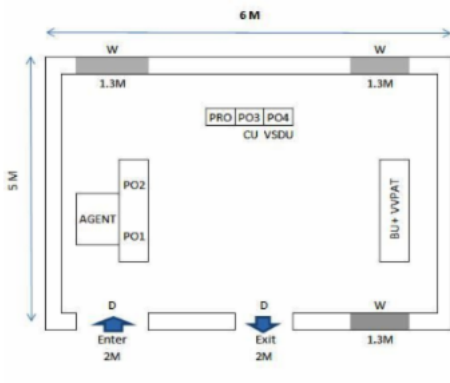 6 M
W
W
1.3M
1.3M
PRO PO3 PO4
CU VSDU
5 M
PO2
AGENT
PO1
BU+ VVPAT
D
D
W
Enter
Exit
2M
2M
1.3M